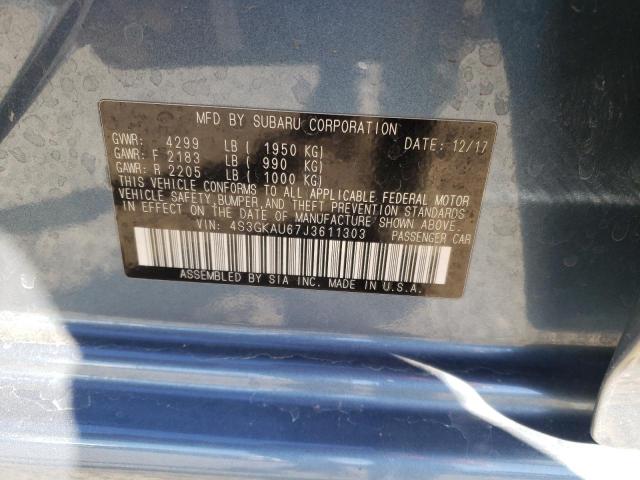 MFD BY SUBARU CORPORATION
GVWR: 4299 LB ( 1950 KG) DATE: 12/17
GAWR: F 2183 LB ( 990 KG)
GAWR: R 2205 LB ( 1000 KG)
THIS VEHICLE CONFORMS TO ALL APPLICABLE FEDERAL MOTOR
VEHICLE SAFETY, BUMPER, AND THEFT PREVENTION STANDARDS
IN EFFECT ON THE DATE OF MANUFACTURE SHOWN ABOVE.
VIN: 4S3GKAU67J3611303 PASSENGER CAR
ASSEMBLED BY SIA INC. MADE IN U.S.A.